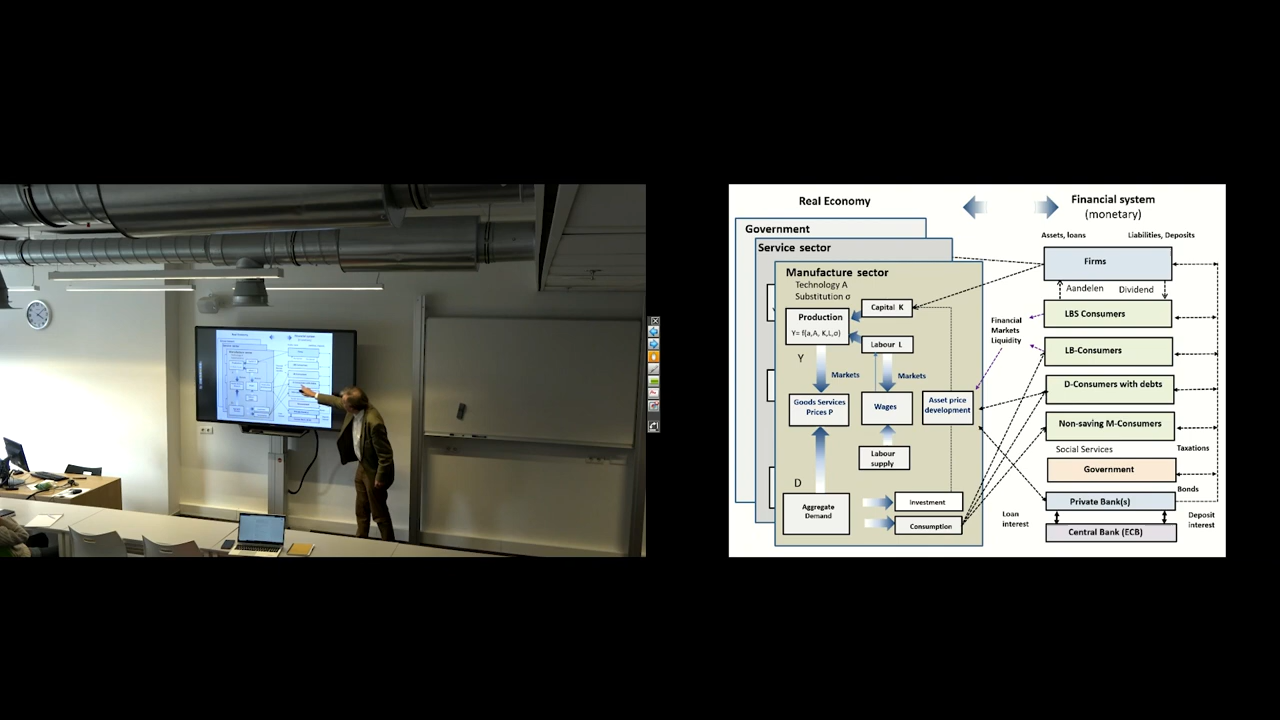 Real Economy
Financial system
(monetary)
Assets, loans
Liabilities, Deposits
Government
Service sector
Manufacture sector
Technology A
Substitution σ
Production
Y= f(a,A, K,L,σ)
Capital K
Labour L
Y
Markets
Markets
Goods Services
Prices P
Wages
Asset price
development
Labour
supply
D
Aggregate
Demand
Investment
Consumption
Financial
Markets
Liquidity
Loan
interest
Firms
Aandelen
Dividend
LBS Consumers
LB-Consumers
D-Consumers with debts
Non-saving M-Consumers
Social Services
Taxations
Government
Bonds
Private Bank(s)
Deposit
interest
Central Bank (ECB)